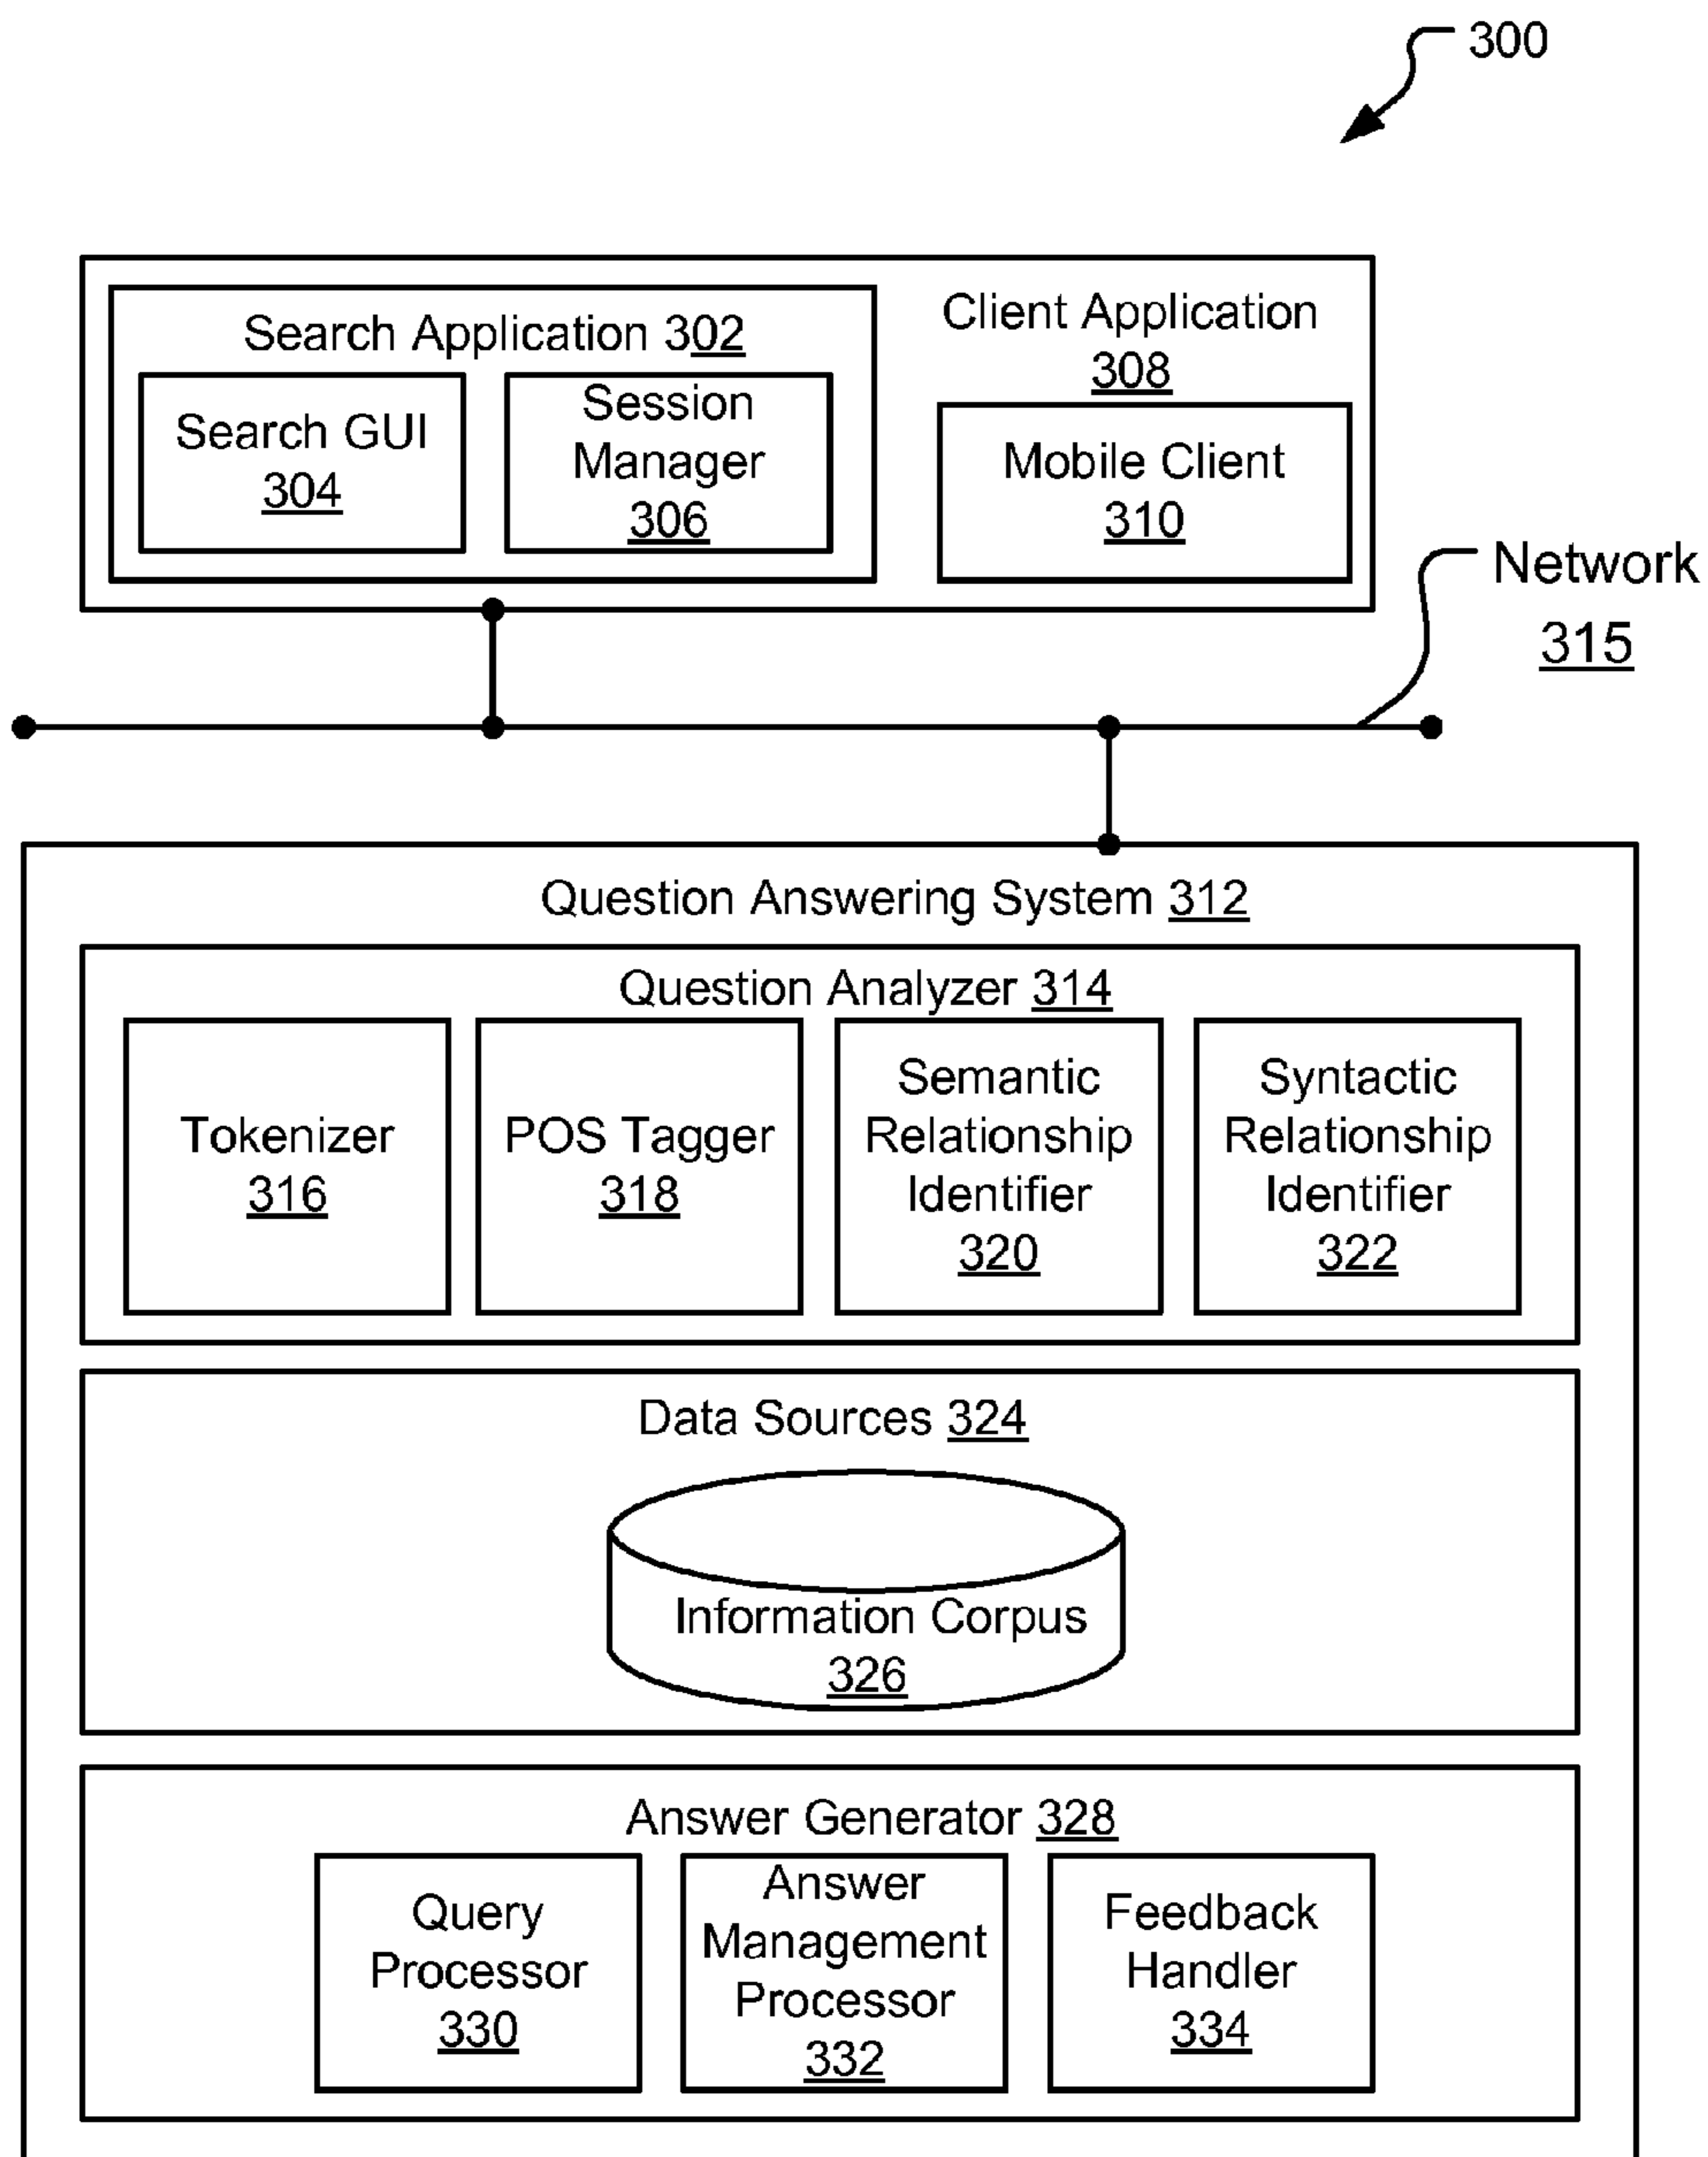 300
Search Application 302
Search GUI
304
Session
Manager
306
Client Application
308
Mobile Client
310
Network
315
Question Answering System 312
Question Analyzer 314
Tokenizer
316
POS Tagger
318
Semantic
Relationship
Identifier
320
Syntactic
Relationship
Identifier
322
Data Sources 324
Information Corpus
326
Answer Generator 328
Query
Processor
330
Answer
Management
Processor
332
Feedback
Handler
334